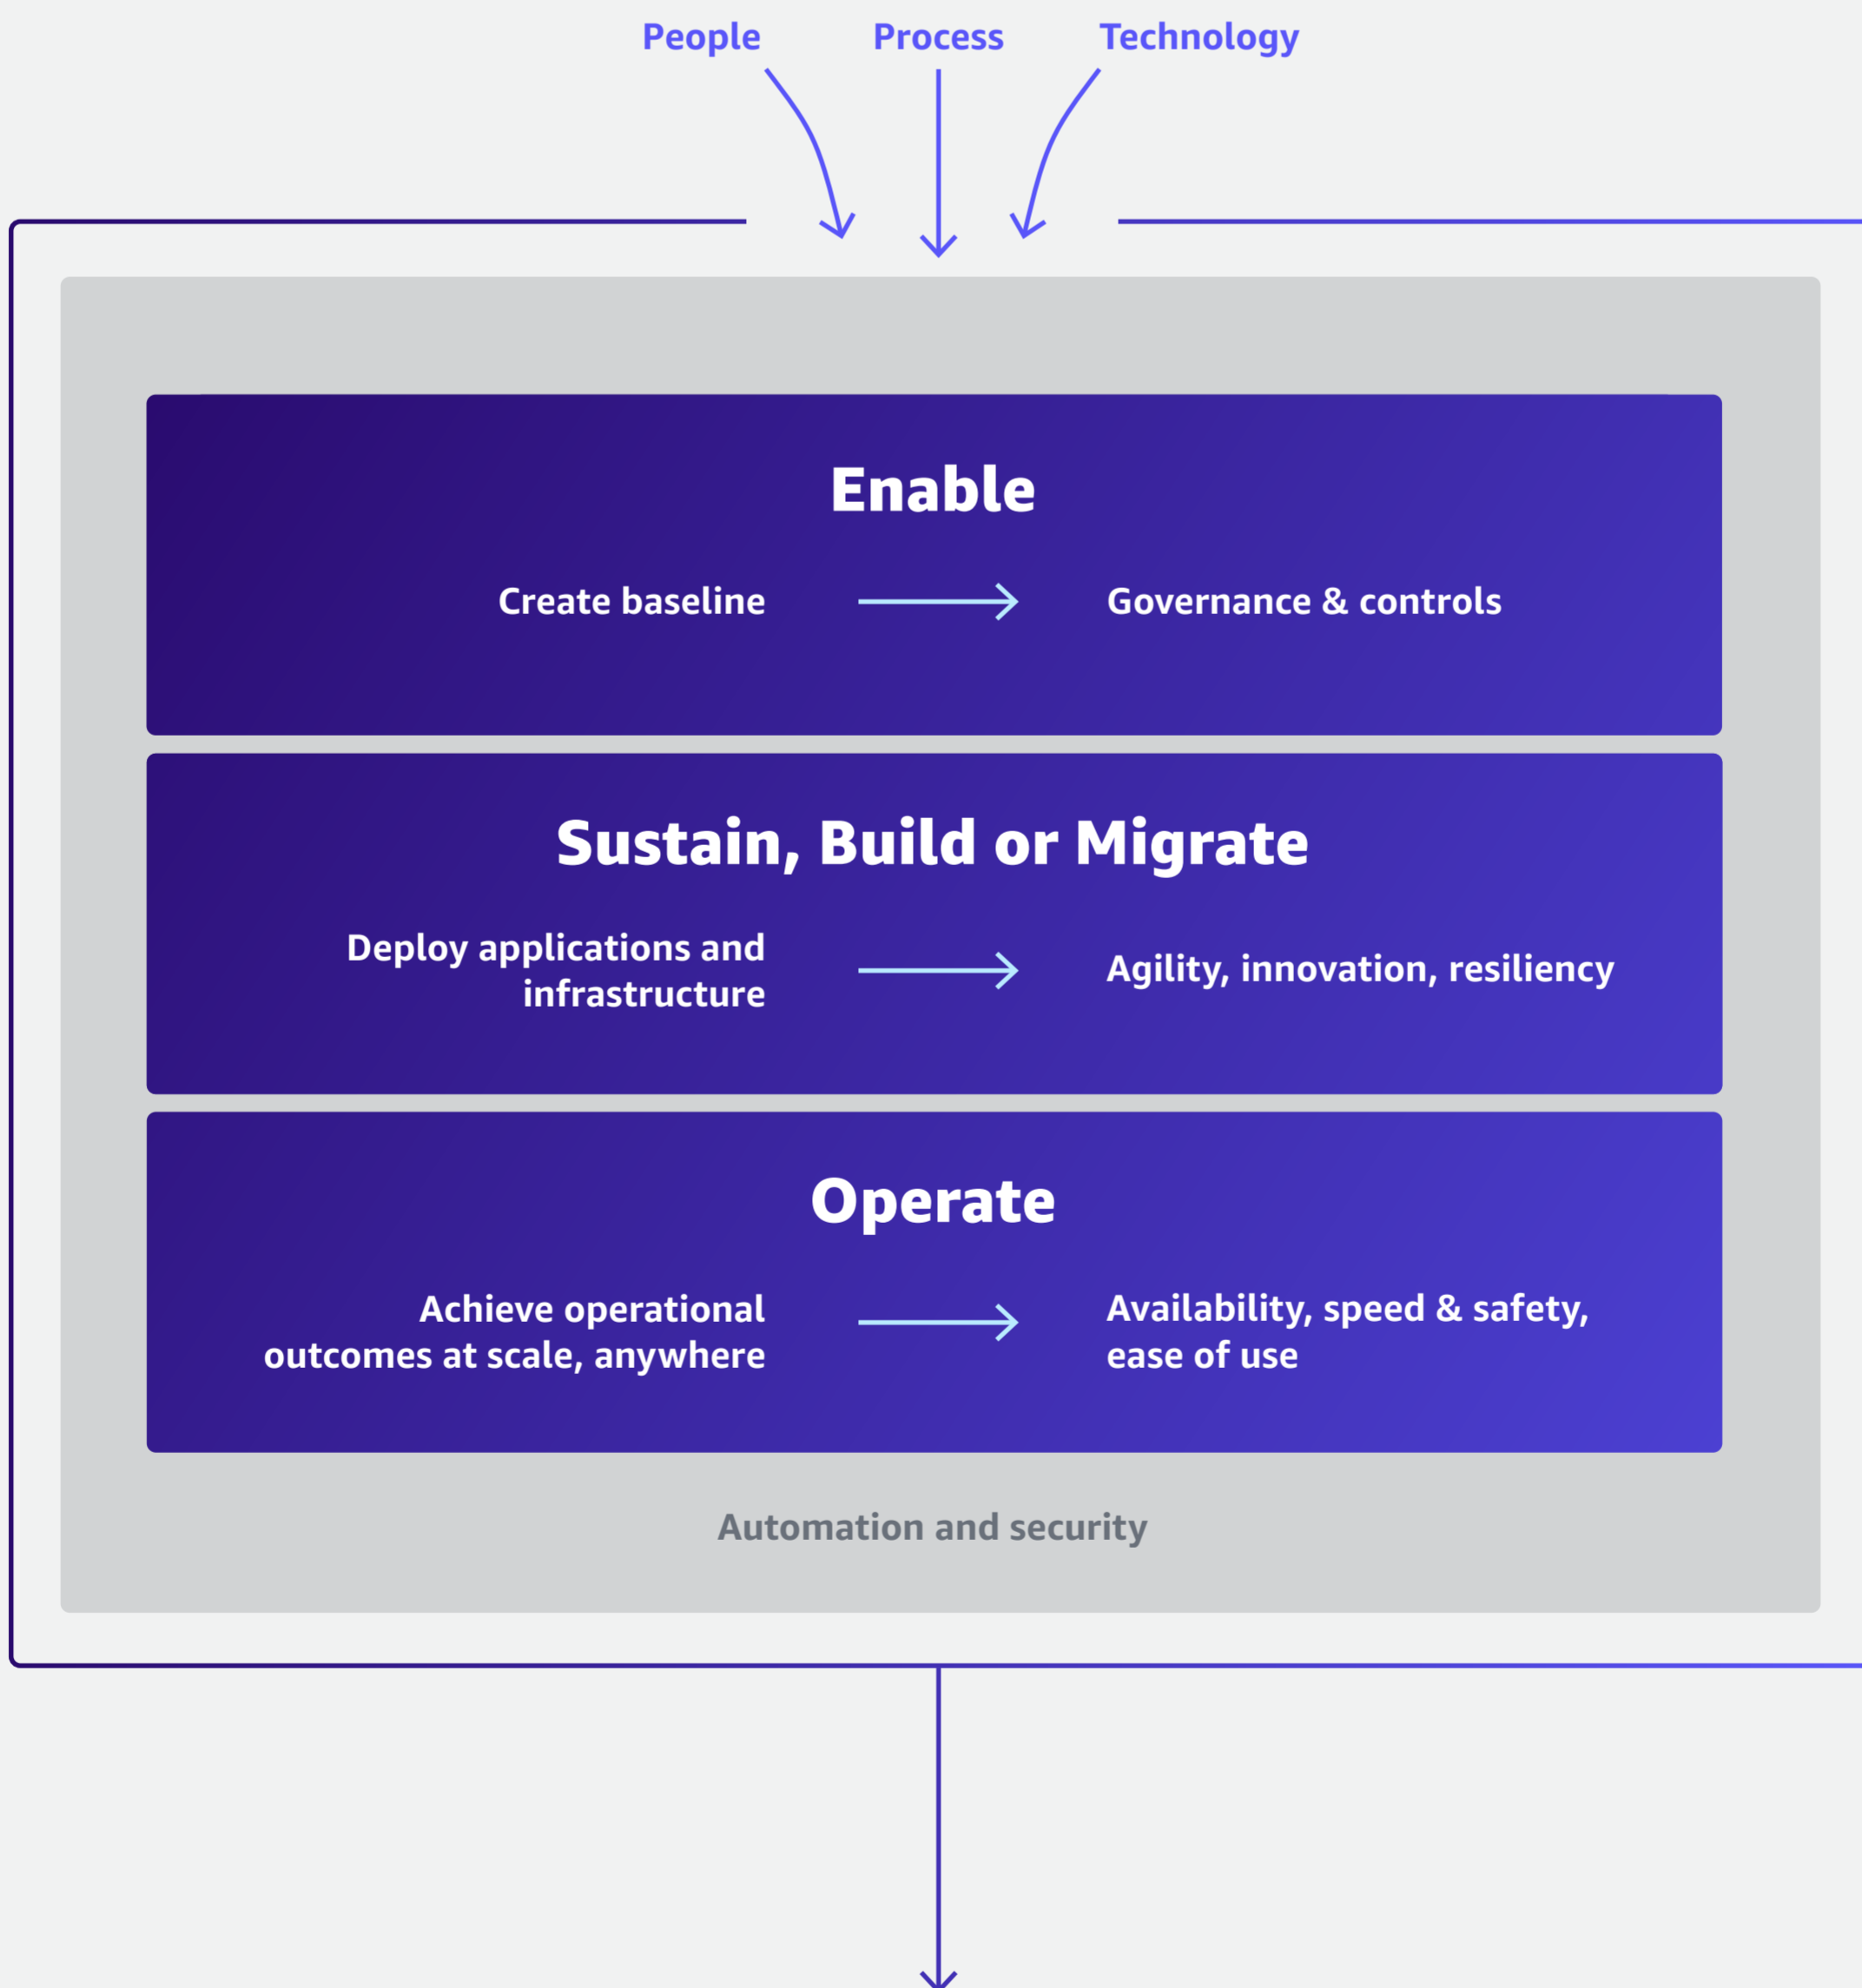 People
Process
Technology
Enable
Create baseline
Governance & controls
Sustain, Build or Migrate
Deploy applications and
infrastructure
Agility, innovation, resiliency
Operate
Achieve operational
outcomes at scale, anywhere
Availability, speed & safety,
ease of use
Automation and security